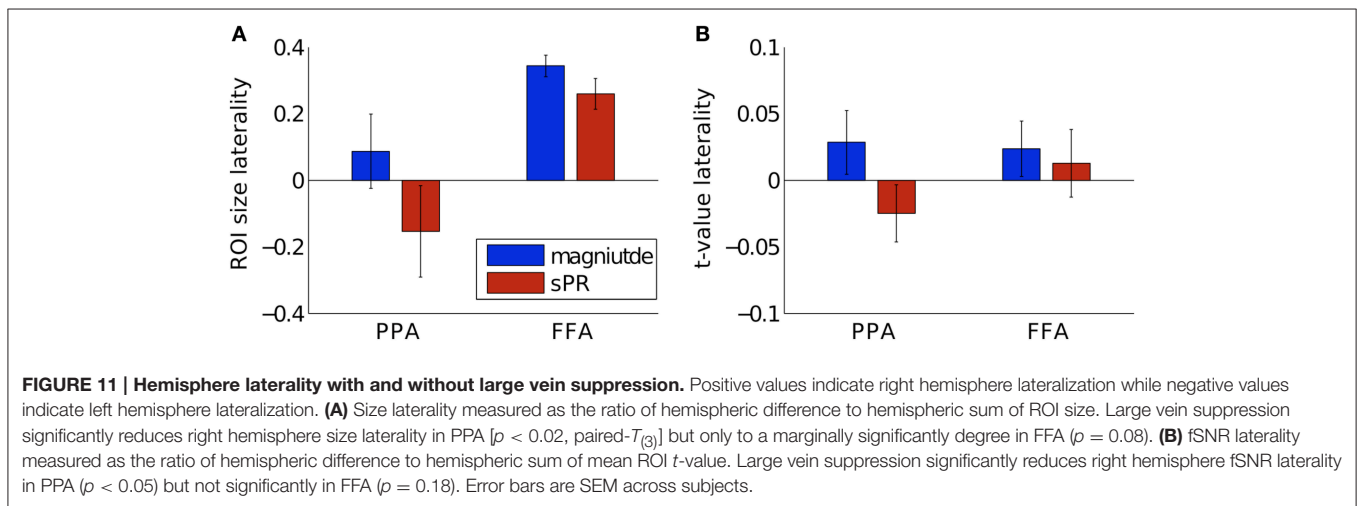 A
B
0.4
0.2
0
−0.2
−0.4
ROI size laterality
PPA
FFA
magniutde
sPR
0.1
0.05
0
−0.05
−0.1
t-value laterality
PPA
FFA
FIGURE 11 | Hemisphere laterality with and without large vein suppression. Positive values indicate right hemisphere lateralization while negative values
indicate left hemisphere lateralization. (A) Size laterality measured as the ratio of hemispheric difference to hemispheric sum of ROI size. Large vein suppression
significantly reduces right hemisphere size laterality in PPA [p < 0.02, paired-T(3)] but only to a marginally significantly degree in FFA (p = 0.08). (B) fSNR laterality
measured as the ratio of hemispheric difference to hemispheric sum of mean ROI t-value. Large vein suppression significantly reduces right hemisphere fSNR laterality
in PPA (p < 0.05) but not significantly in FFA (p = 0.18). Error bars are SEM across subjects.